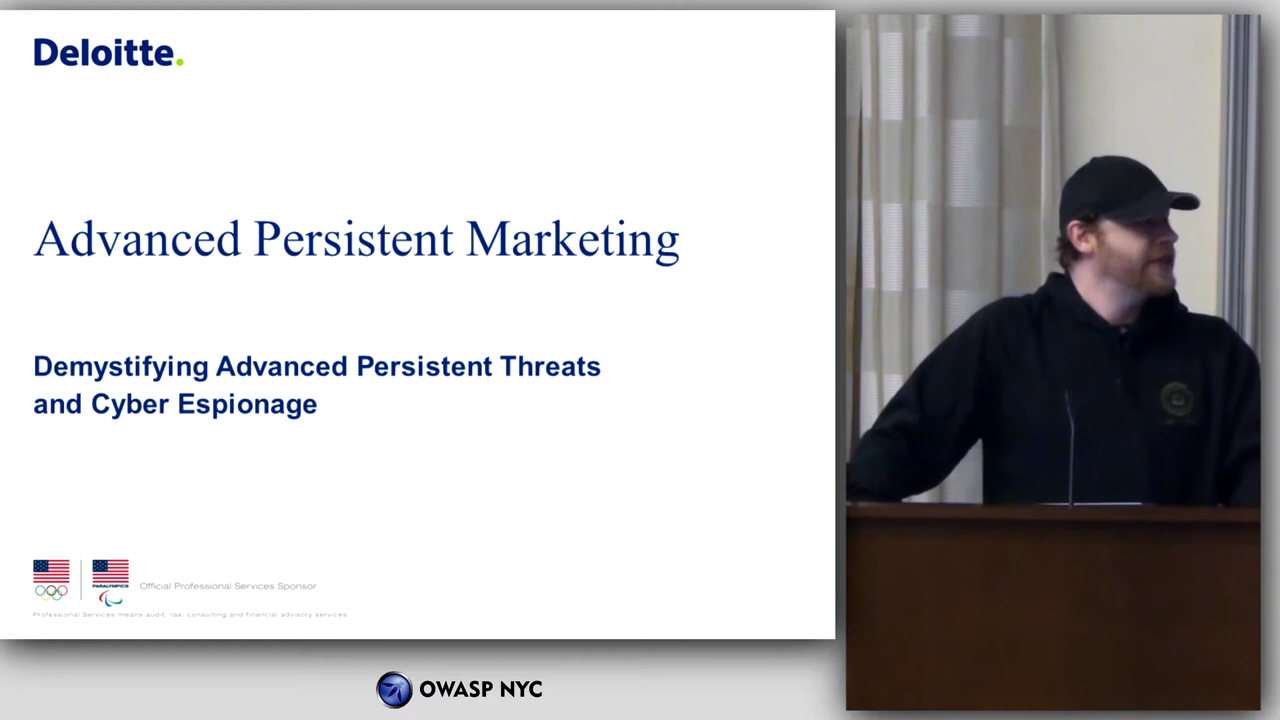 Deloitte.
Advanced Persistent Marketing
Demystifying Advanced Persistent Threats
and Cyber Espionage
PARALYMPICS
Official Professional Services Sponsor
Professional Services means audit, tax, consulting and financial advisory services.
OWASP NYC